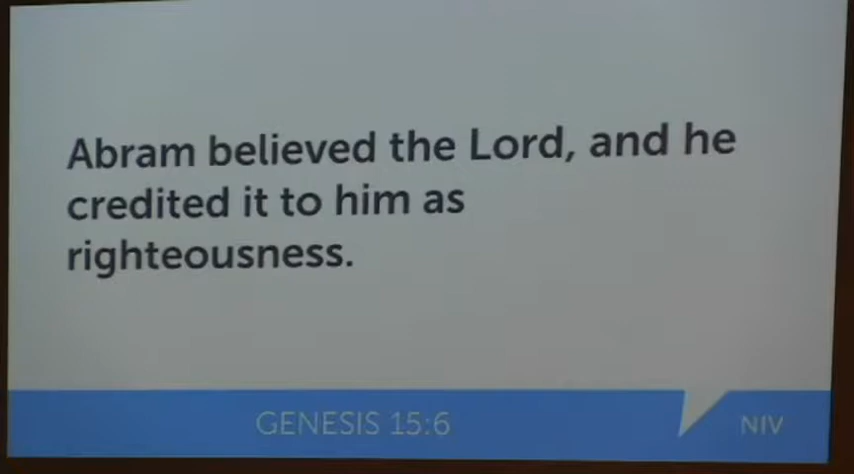 Abram believed the Lord, and he
credited it to him as
righteousness.
GENESIS 15:6
NIV